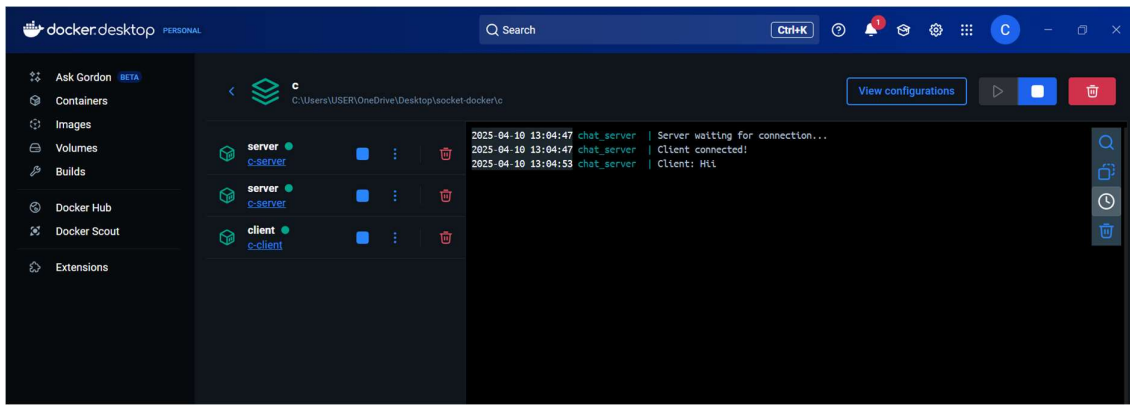 docker.desktop PERSONAL
Search
Ctrl+K
1
C
Ask Gordon BETA
Containers
Images
Volumes
Builds
Docker Hub
Docker Scout
Extensions
c
C:\Users\USER\OneDrive\Desktop\socket-docker\c
View configurations
server
c-server
server
c-server
client
c-client
2025-04-10 13:04:47 chat_server | Server waiting for connection...
2025-04-10 13:04:47 chat_server | Client connected!
2025-04-10 13:04:53 chat_server | Client: Hii